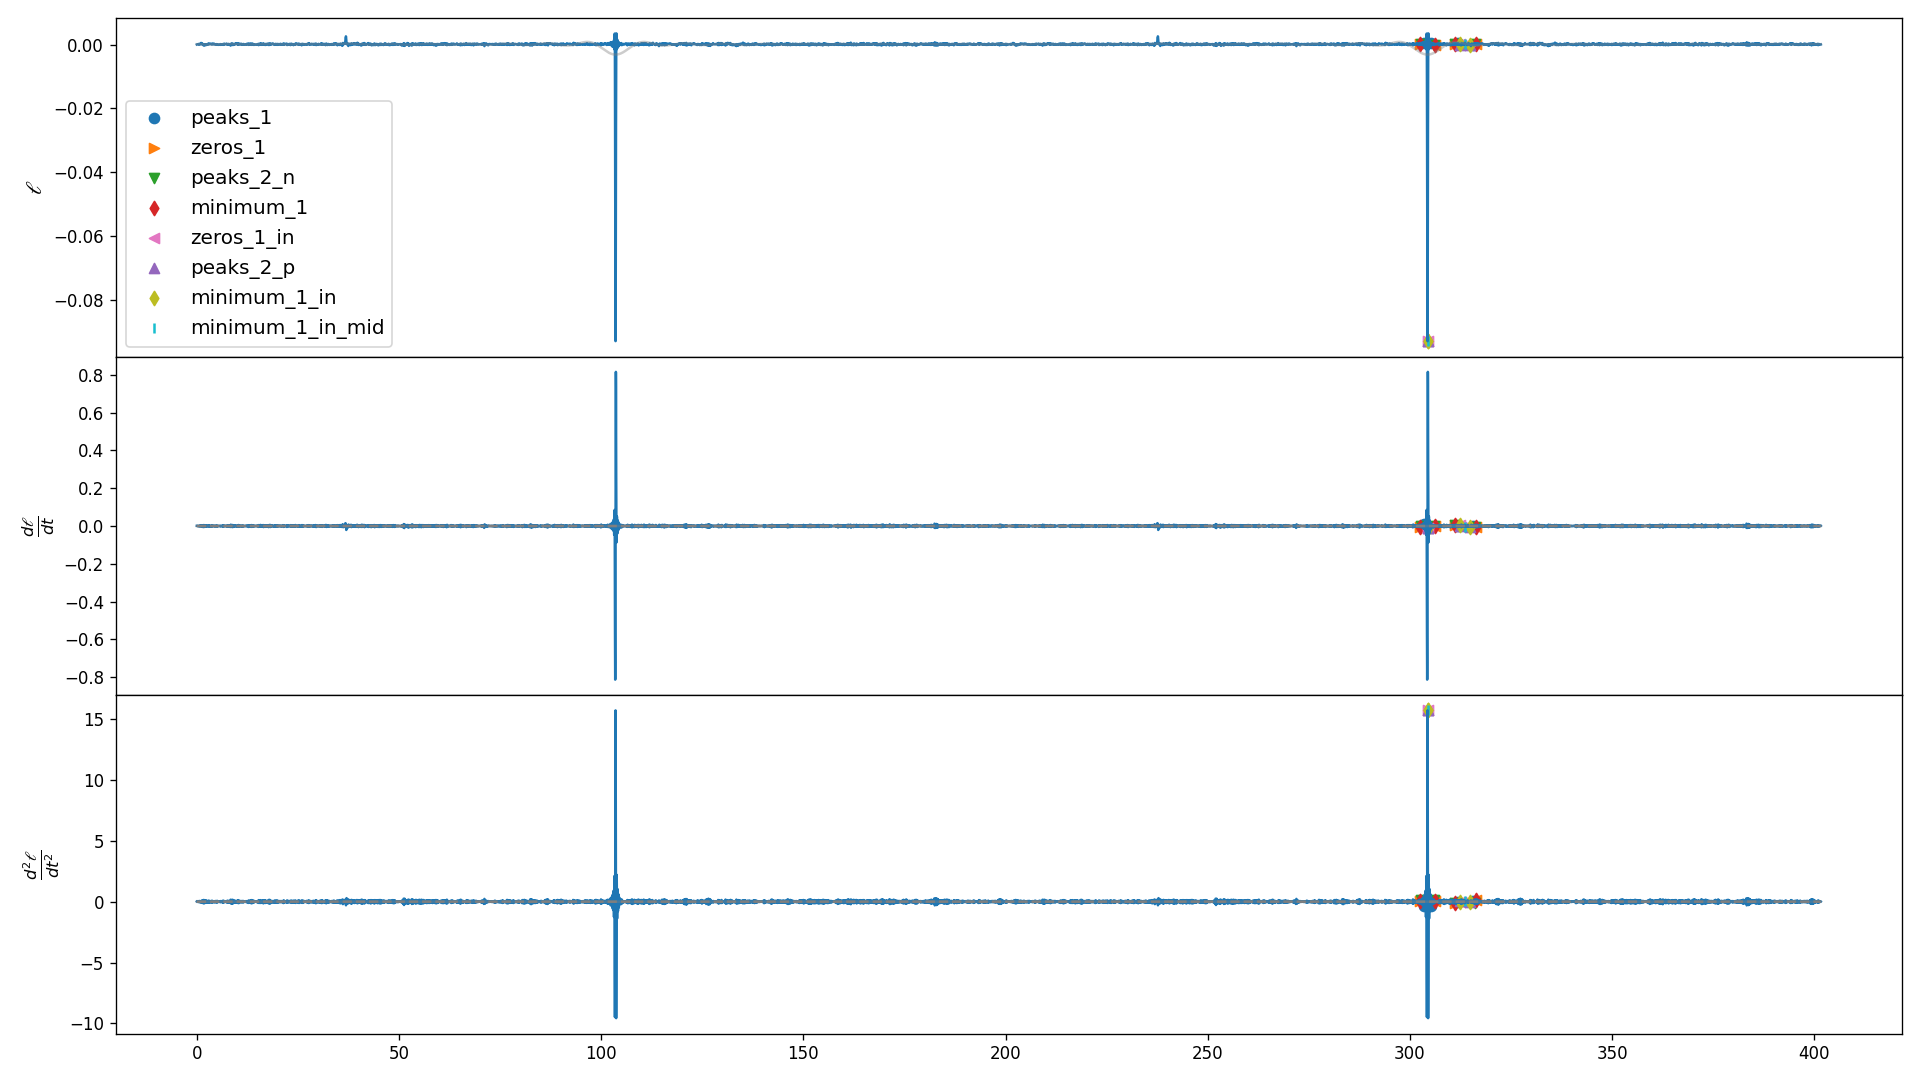 0.00
−0.02
−0.04
−0.06
−0.08
ℓ
peaks_1
zeros_1
peaks_2_n
minimum_1
zeros_1_in
peaks_2_p
minimum_1_in
minimum_1_in_mid
0.8
0.6
0.4
0.2
0.0
−0.2
−0.4
−0.6
−0.8
dℓ
dt
15
10
5
0
−5
−10
d²ℓ
dt²
0 50 100 150 200 250 300 350 400